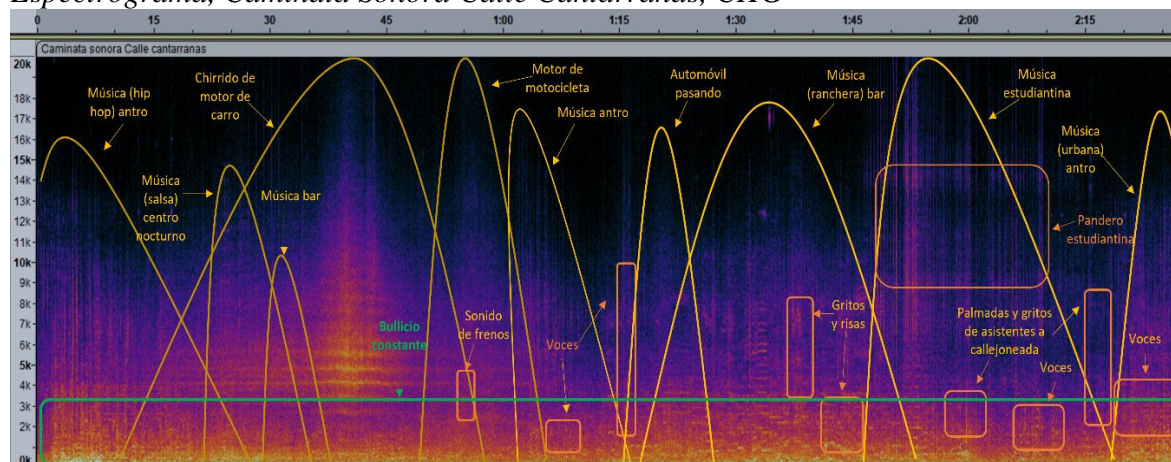 Espectrograma, Caminata Sonora Calle Cantarranas, CHG
0 15 30 45 1:00 1:15 1:30 1:45 2:00 2:15
Caminata sonora Calle cantarranas
20k
18k
17k
15k
14k
12k
11k
10k
9k
8k
7k
6k
5k
4k
3k
2k
0k
Música (hip
hop) antro
Chirrido de
motor de
carro
Música
(salsa)
centro
nocturno
Música bar
Bullicio
constante
Motor de
motocicleta
Música antro
Sonido
de frenos
Voces
Automóvil
pasando
Música
(ranchera) bar
Gritos
y risas
Música
estudiantina
Música
(urbana)
antro
Pandero
estudiantina
Palmadas y gritos
de asistentes a
callejoneada
Voces
Voces